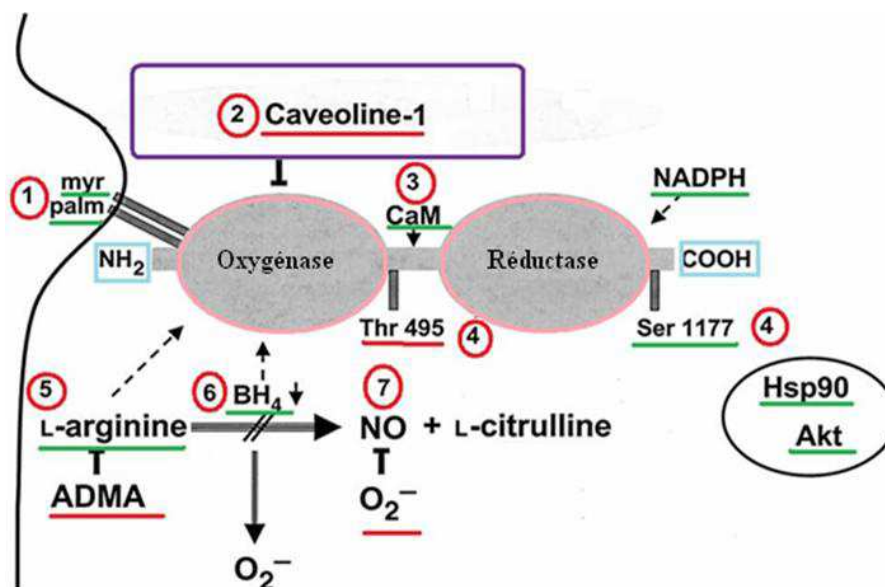 2 Caveoline-1
1 myr
palm
3
CaM
NADPH
NH2
Oxygénase
Réductase
COOH
Thr 495
4
Ser 1177 4
5
6 BH4
7
L-arginine
NO + L-citrulline
Hsp90
Akt
ADMA
O2−
O2−